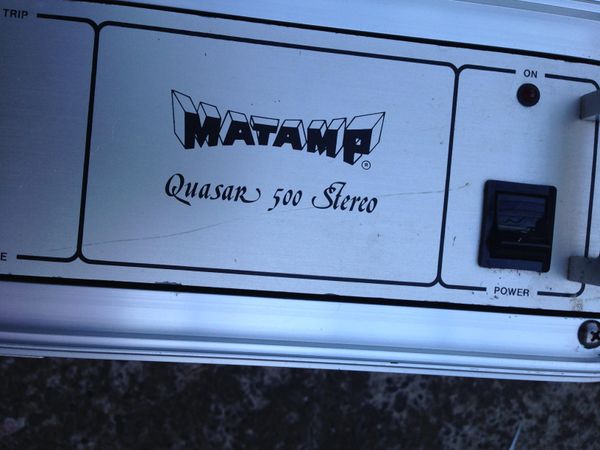 TRIP
ON
MATAMP
®
Quasar 500 Stereo
E
POWER